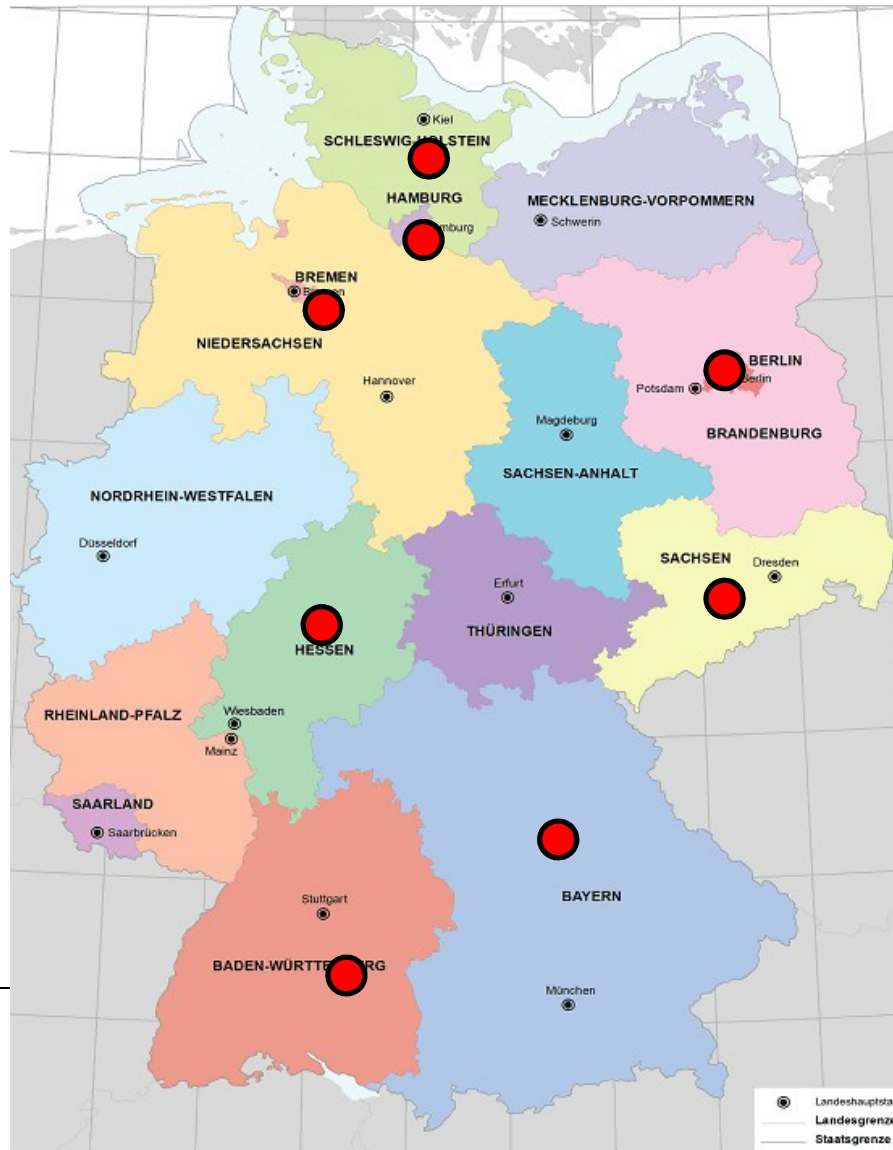 Kiel
SCHLESWIG-HOLSTEIN
HAMBURG
MECKLENBURG-VORPOMMERN
Schwerin
BREMEN
NIEDERSACHSEN
Hannover
BERLIN
Berlin
Potsdam
BRANDENBURG
Magdeburg
SACHSEN-ANHALT
NORDRHEIN-WESTFALEN
Düsseldorf
SACHSEN
Dresden
Erfurt
THÜRINGEN
HESSEN
RHEINLAND-PFALZ
Wiesbaden
Mainz
SAARLAND
Saarbrücken
BAYERN
Stuttgart
München
Landesgrenze
Staatsgrenze